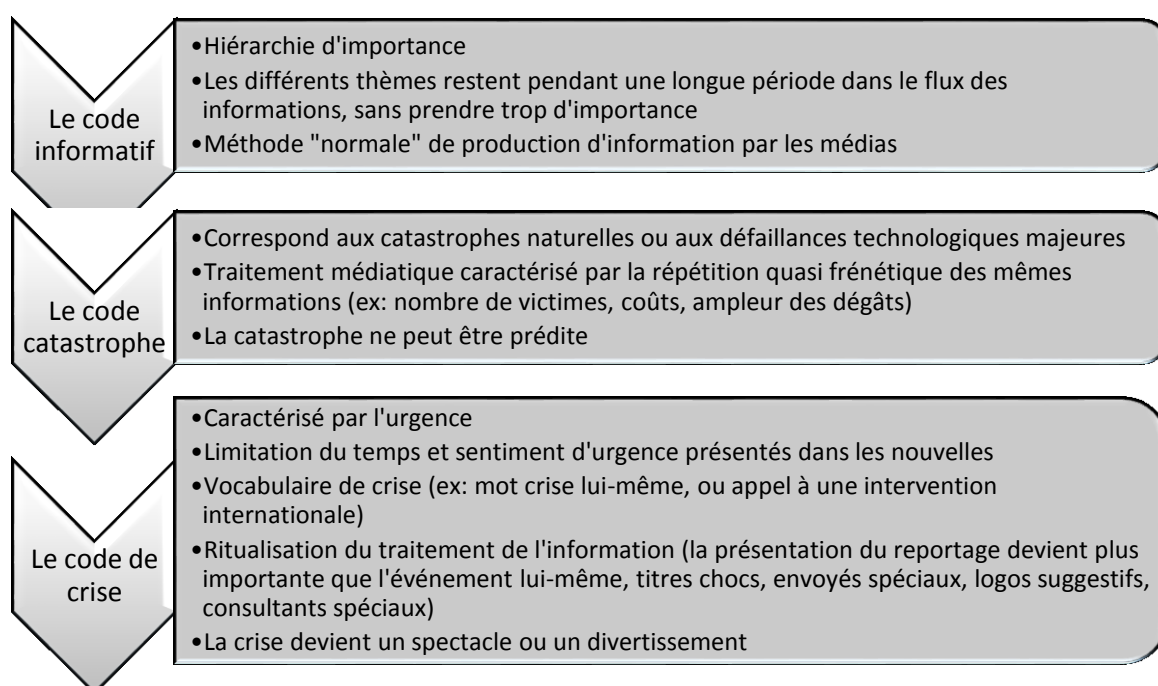 Le code
informatif
•Hiérarchie d'importance
•Les différents thèmes restent pendant une longue période dans le flux des
informations, sans prendre trop d'importance
•Méthode "normale" de production d'information par les médias
Le code
catastrophe
•Correspond aux catastrophes naturelles ou aux défaillances technologiques majeures
•Traitement médiatique caractérisé par la répétition quasi frénétique des mêmes
informations (ex: nombre de victimes, coûts, ampleur des dégâts)
•La catastrophe ne peut être prédite
Le code de
crise
•Caractérisé par l'urgence
•Limitation du temps et sentiment d'urgence présentés dans les nouvelles
•Vocabulaire de crise (ex: mot crise lui-même, ou appel à une intervention
internationale)
•Ritualisation du traitement de l'information (la présentation du reportage devient plus
importante que l'événement lui-même, titres chocs, envoyés spéciaux, logos suggestifs,
consultants spéciaux)
•La crise devient un spectacle ou un divertissement